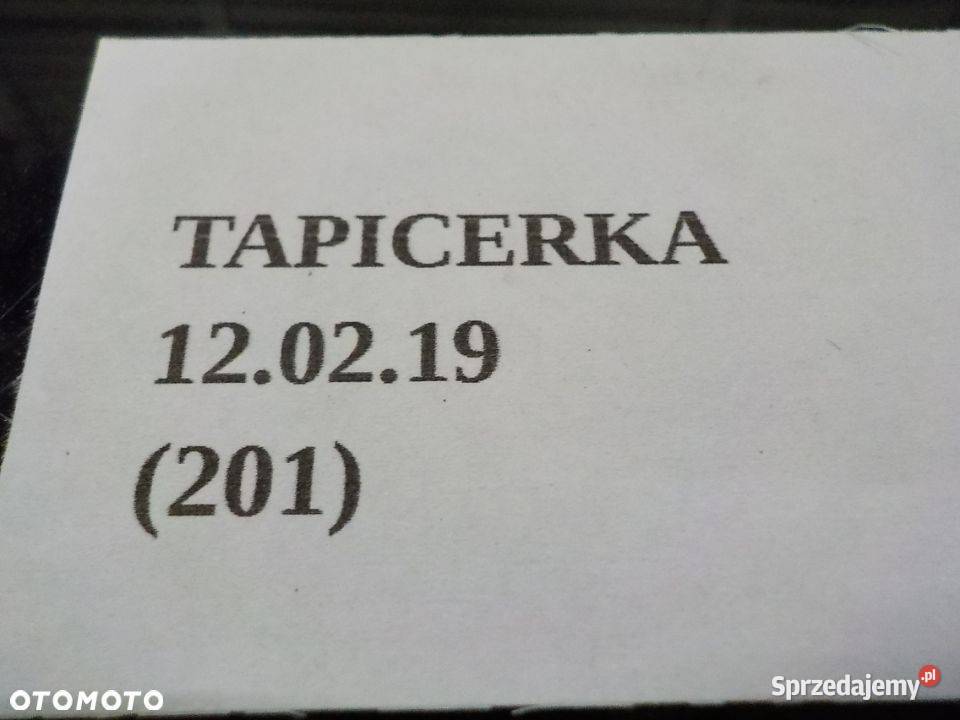 TAPICERKA
12.02.19
(201)
OTOMOTO
Sprzedajemy.pl